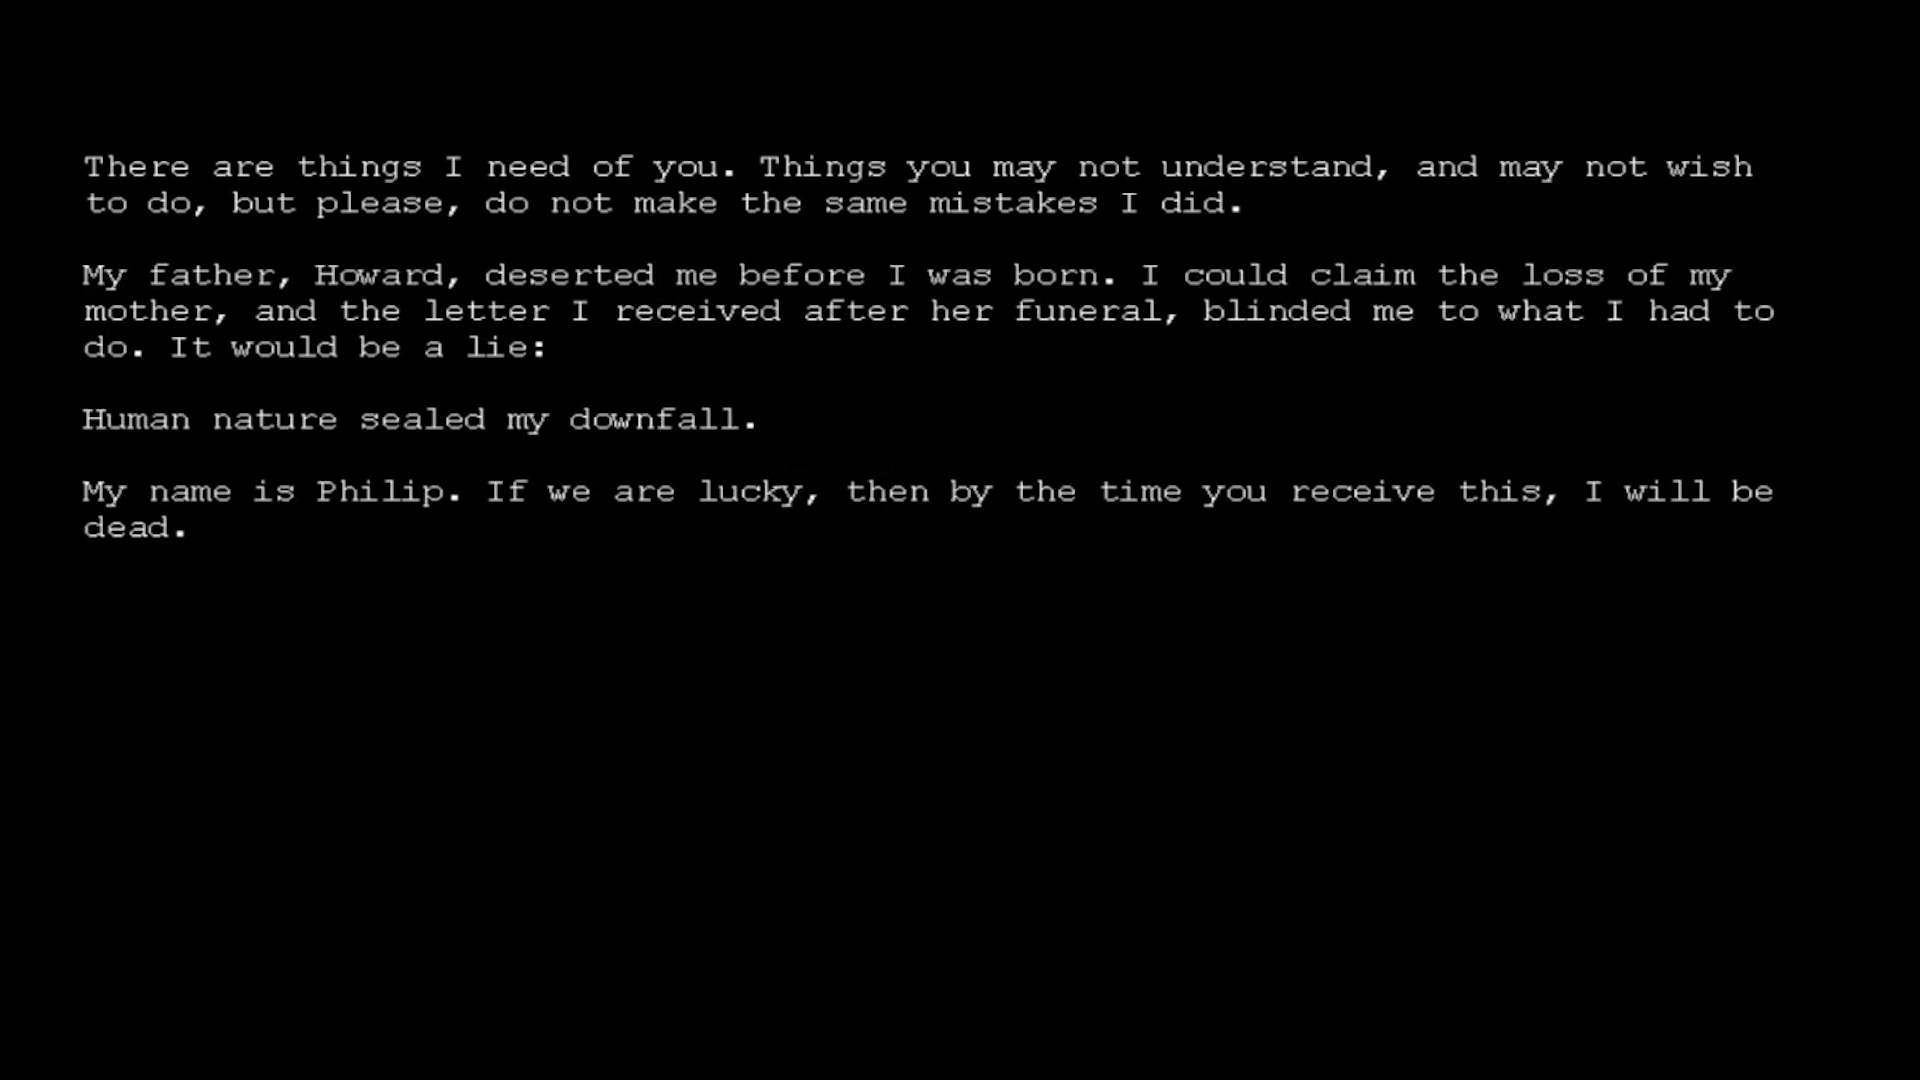 There are things I need of you. Things you may not understand, and may not wish
to do, but please, do not make the same mistakes I did.
My father, Howard, deserted me before I was born. I could claim the loss of my
mother, and the letter I received after her funeral, blinded me to what I had to
do. It would be a lie:
Human nature sealed my downfall.
My name is Philip. If we are lucky, then by the time you receive this, I will be
dead.